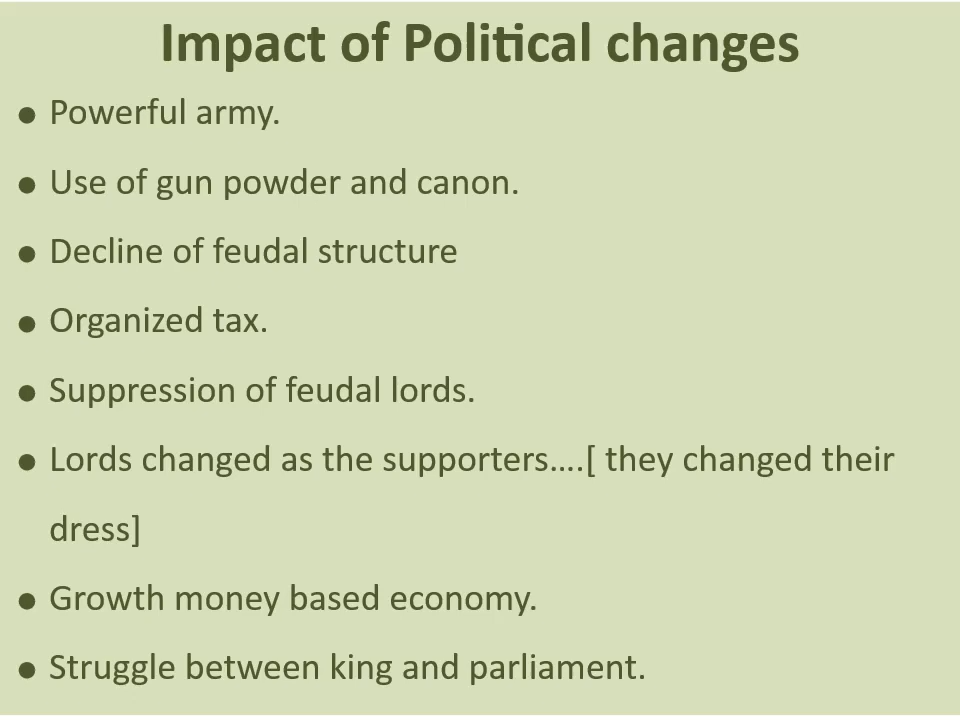 Impact of Political changes
• Powerful army.
• Use of gun powder and canon.
• Decline of feudal structure
• Organized tax.
• Suppression of feudal lords.
• Lords changed as the supporters....[ they changed their
dress]
• Growth money based economy.
• Struggle between king and parliament.